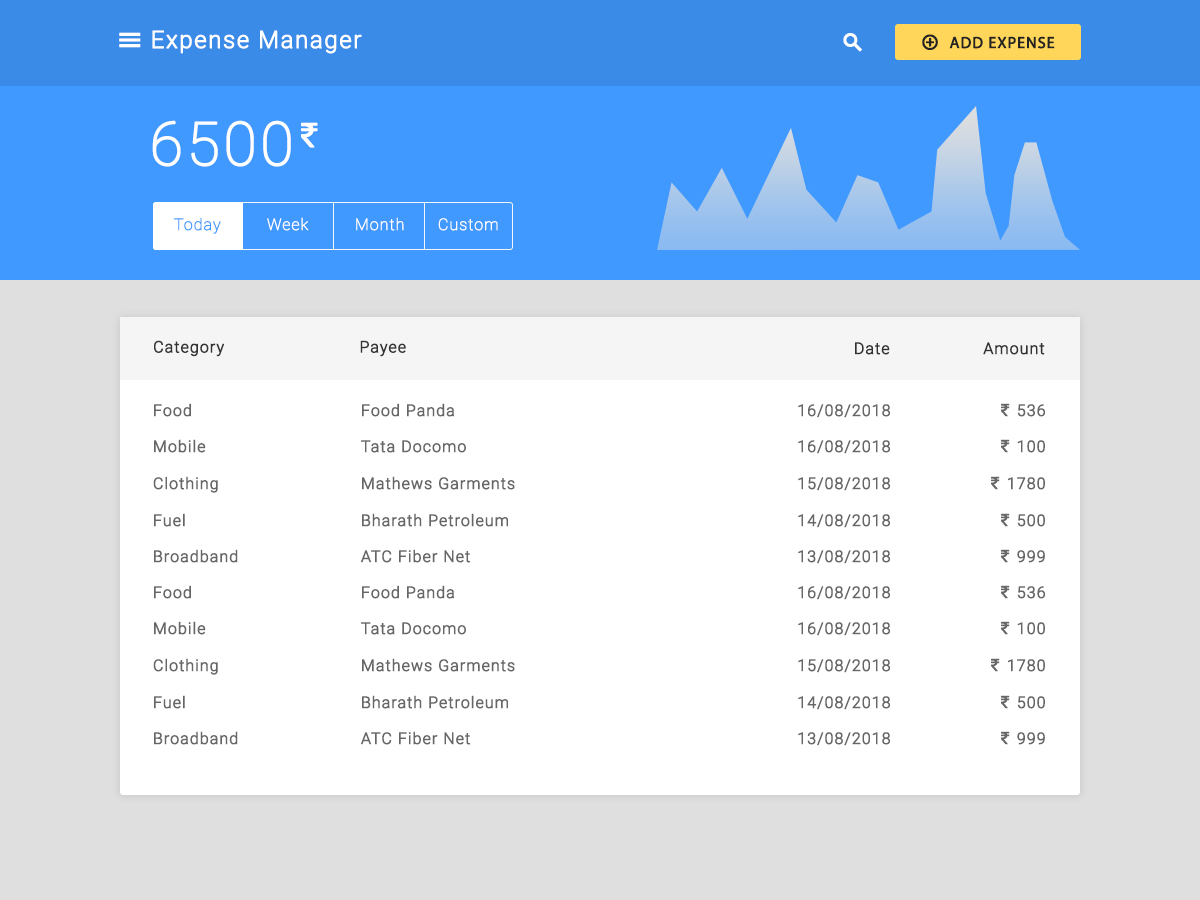 Expense Manager
ADD EXPENSE
6500₹
Today Week Month Custom
Category Payee Date Amount
Food Food Panda 16/08/2018 ₹ 536
Mobile Tata Docomo 16/08/2018 ₹ 100
Clothing Mathews Garments 15/08/2018 ₹ 1780
Fuel Bharath Petroleum 14/08/2018 ₹ 500
Broadband ATC Fiber Net 13/08/2018 ₹ 999
Food Food Panda 16/08/2018 ₹ 536
Mobile Tata Docomo 16/08/2018 ₹ 100
Clothing Mathews Garments 15/08/2018 ₹ 1780
Fuel Bharath Petroleum 14/08/2018 ₹ 500
Broadband ATC Fiber Net 13/08/2018 ₹ 999